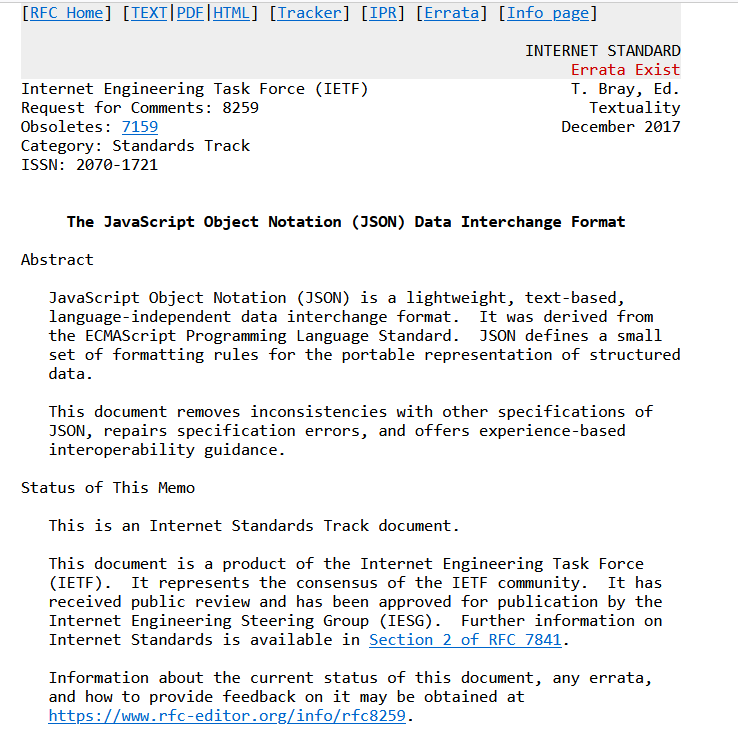 [RFC Home] [TEXT|PDF|HTML] [Tracker] [IPR] [Errata] [Info page]
INTERNET STANDARD
Errata Exist
Internet Engineering Task Force (IETF) T. Bray, Ed.
Request for Comments: 8259 Textuality
Obsoletes: 7159 December 2017
Category: Standards Track
ISSN: 2070-1721
The JavaScript Object Notation (JSON) Data Interchange Format
Abstract
JavaScript Object Notation (JSON) is a lightweight, text-based,
language-independent data interchange format. It was derived from
the ECMAScript Programming Language Standard. JSON defines a small
set of formatting rules for the portable representation of structured
data.
This document removes inconsistencies with other specifications of
JSON, repairs specification errors, and offers experience-based
interoperability guidance.
Status of This Memo
This is an Internet Standards Track document.
This document is a product of the Internet Engineering Task Force
(IETF). It represents the consensus of the IETF community. It has
received public review and has been approved for publication by the
Internet Engineering Steering Group (IESG). Further information on
Internet Standards is available in Section 2 of RFC 7841.
Information about the current status of this document, any errata,
and how to provide feedback on it may be obtained at
https://www.rfc-editor.org/info/rfc8259.